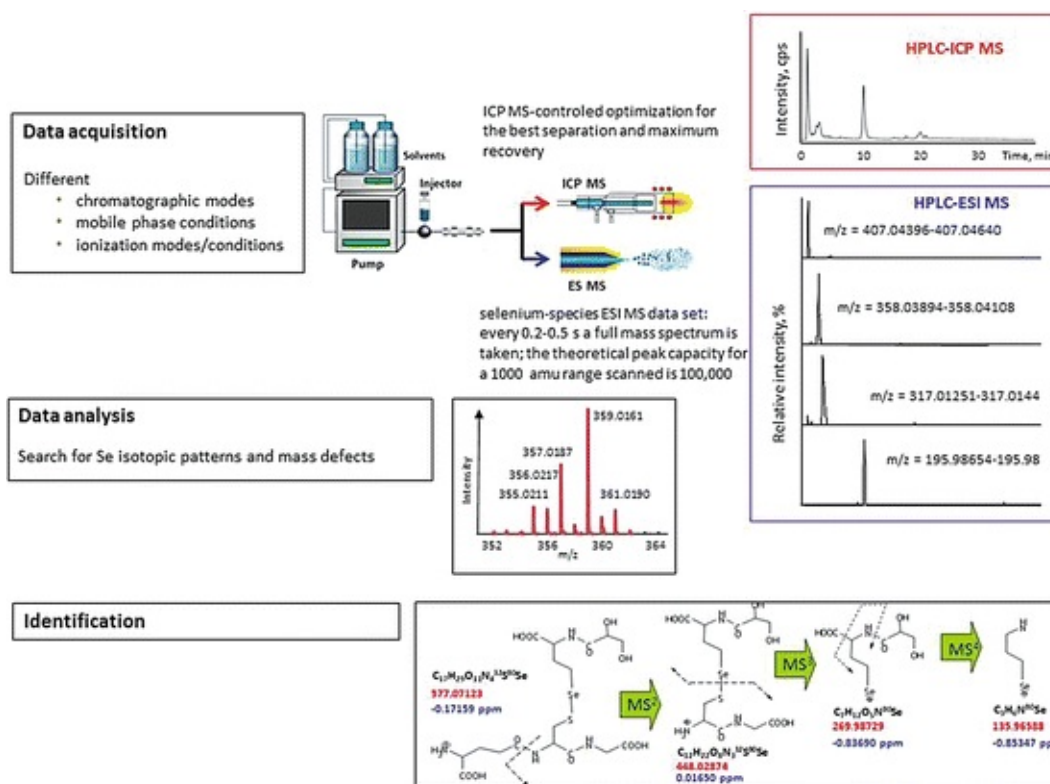 Data acquisition
Different
• chromatographic modes
• mobile phase conditions
• ionization modes/conditions
Solvents
Injector
Pump
ICP MS-controled optimization for
the best separation and maximum
recovery
ICP MS
ES MS
selenium-species ESI MS data set:
every 0.2-0.5 s a full mass spectrum is
taken; the theoretical peak capacity for
a 1000 amu range scanned is 100,000
HPLC-ICP MS
Intensity, cps
0 10 20 30 Time, min
HPLC-ESI MS
Relative intensity, %
m/z = 407.04396-407.04640
m/z = 358.03894-358.04108
m/z = 317.01251-317.0144
m/z = 195.98654-195.98
Data analysis
Search for Se isotopic patterns and mass defects
Intensity
359.0161
357.0187
356.0217
355.0211
361.0190
352 356 360 364
m/z
Identification
577.07123
-0.17159 ppm
MS²
448.02874
0.01650 ppm
MS³
269.98729
-0.83690 ppm
MS⁴
135.96588
-0.85347 ppm